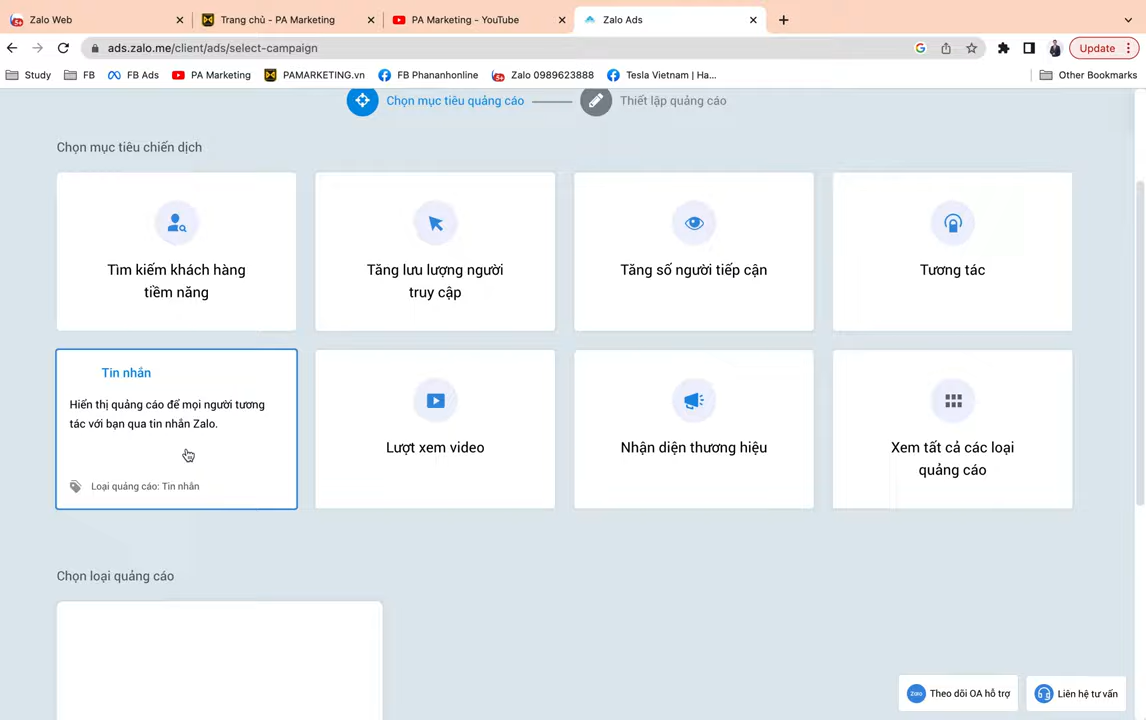 Zalo Web
Trang chủ - PA Marketing
PA Marketing - YouTube
Zalo Ads
ads.zalo.me/client/ads/select-campaign
Update
Study
FB
FB Ads
PA Marketing
PAMARKETING.vn
FB Phananhonline
Zalo 0989623888
Tesla Vietnam | Ha...
Other Bookmarks
Chọn mục tiêu quảng cáo
Thiết lập quảng cáo
Chọn mục tiêu chiến dịch
Tìm kiếm khách hàng
tiềm năng
Tăng lưu lượng người
truy cập
Tăng số người tiếp cận
Tương tác
Tin nhắn
Hiển thị quảng cáo để mọi người tương
tác với bạn qua tin nhắn Zalo.
Loại quảng cáo: Tin nhắn
Lượt xem video
Nhận diện thương hiệu
Xem tất cả các loại
quảng cáo
Chọn loại quảng cáo
Zalo
Theo dõi OA hỗ trợ
Liên hệ tư vấn